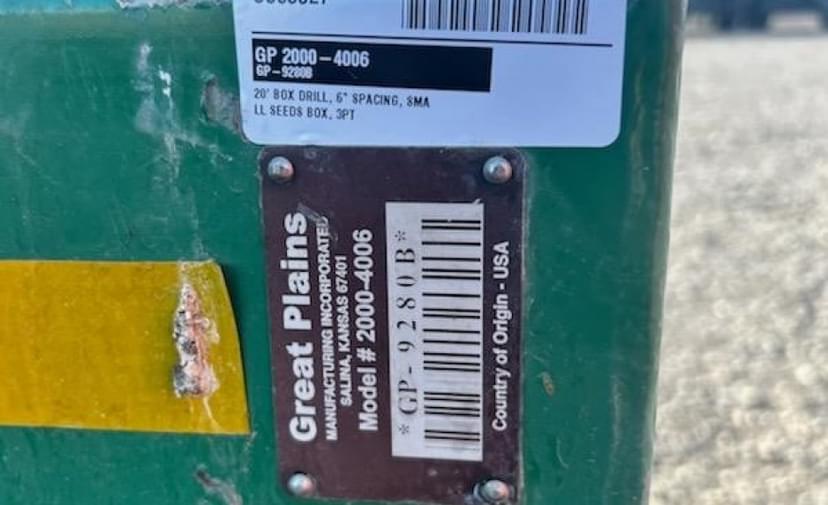 GP 2000-4006
GP-9280B
20' BOX DRILL, 6" SPACING, SMA
LL SEEDS BOX, 3PT
Great Plains
MANUFACTURING INCORPORATED
SALINA, KANSAS 67401
Model # 2000-4006
*GP-9280B*
Country of Origin - USA